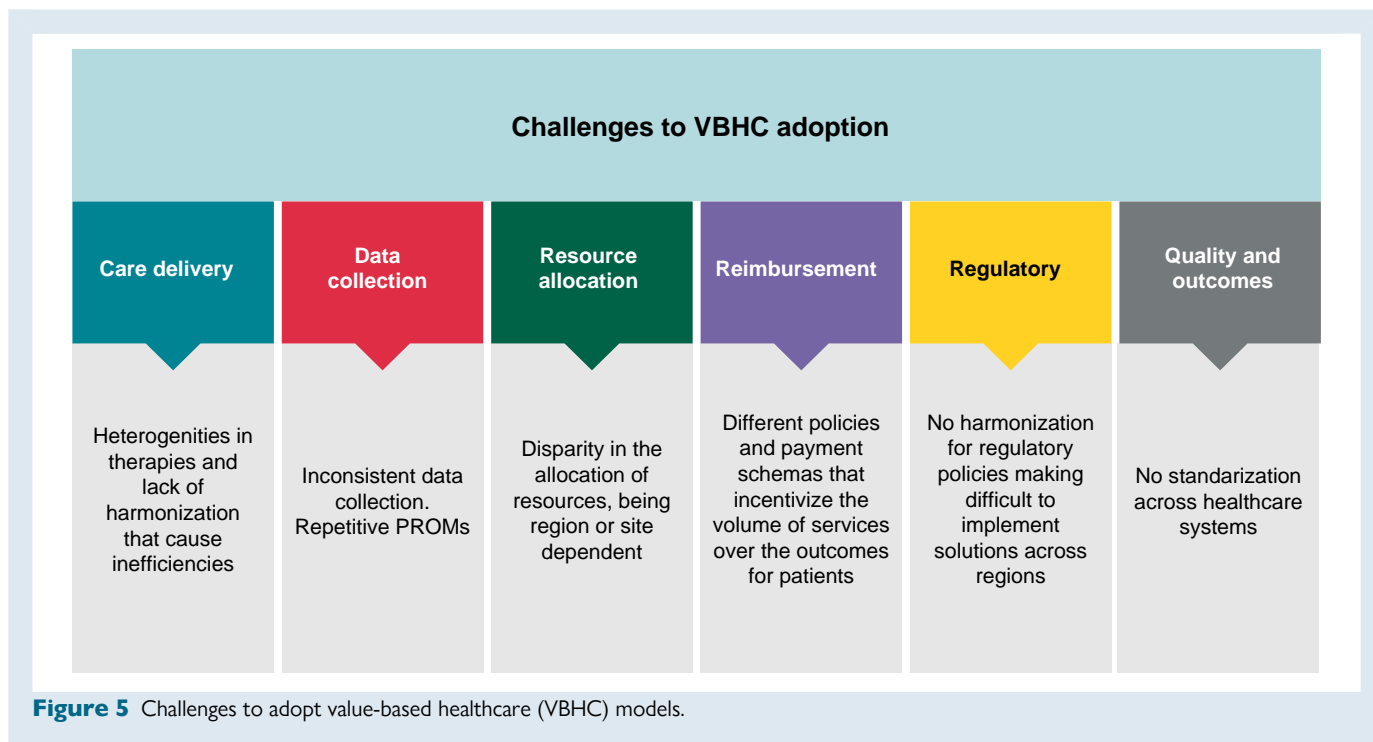 Challenges to VBHC adoption
Care delivery
Data
collection
Resource
allocation
Reimbursement
Regulatory
Quality and
outcomes
Heterogenities in
therapies and
lack of
harmonization
that cause
inefficiencies
Inconsistent data
collection.
Repetitive PROMs
Disparity in the
allocation of
resources, being
region or site
dependent
Different policies
and payment
schemas that
incentivize the
volume of services
over the outcomes
for patients
No harmonization
for regulatory
policies making
difficult to
implement
solutions across
regions
No standarization
across healthcare
systems
Figure 5 Challenges to adopt value-based healthcare (VBHC) models.